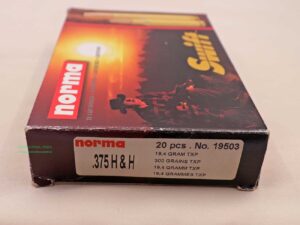 norma
Swift
norma
.375 H & H
20 pcs . No. 19503
19.4 GRAM TXP
300 GRAINS TXP
19.4 GRAMM TXP
19.4 GRAMMES TXP